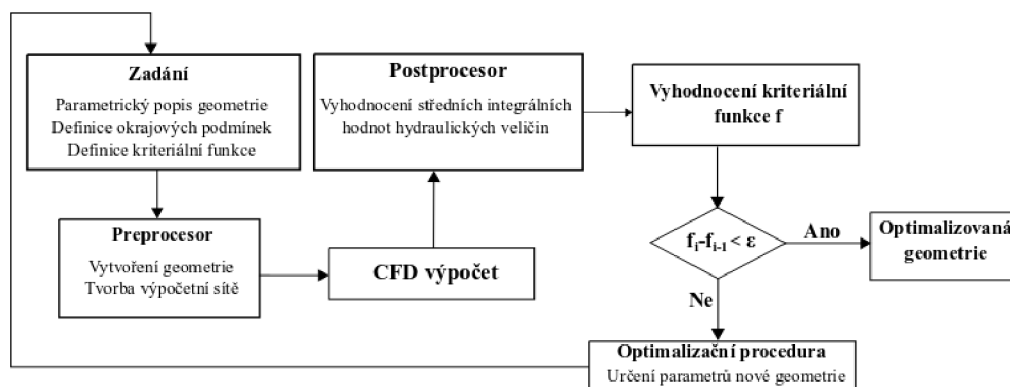 Zadání
Parametrický popis geometrie
Definice okrajových podmínek
Definice kriteriální funkce
Preprocesor
Vytvoření geometrie
Tvorba výpočetní sítě
CFD výpočet
Postprocesor
Vyhodnocení středních integrálních
hodnot hydraulických veličin
Vyhodnocení kriteriální
funkce f
fᵢ-fᵢ₋₁ < ε
Ano
Optimalizovaná
geometrie
Ne
Optimalizační procedura
Určení parametrů nové geometrie